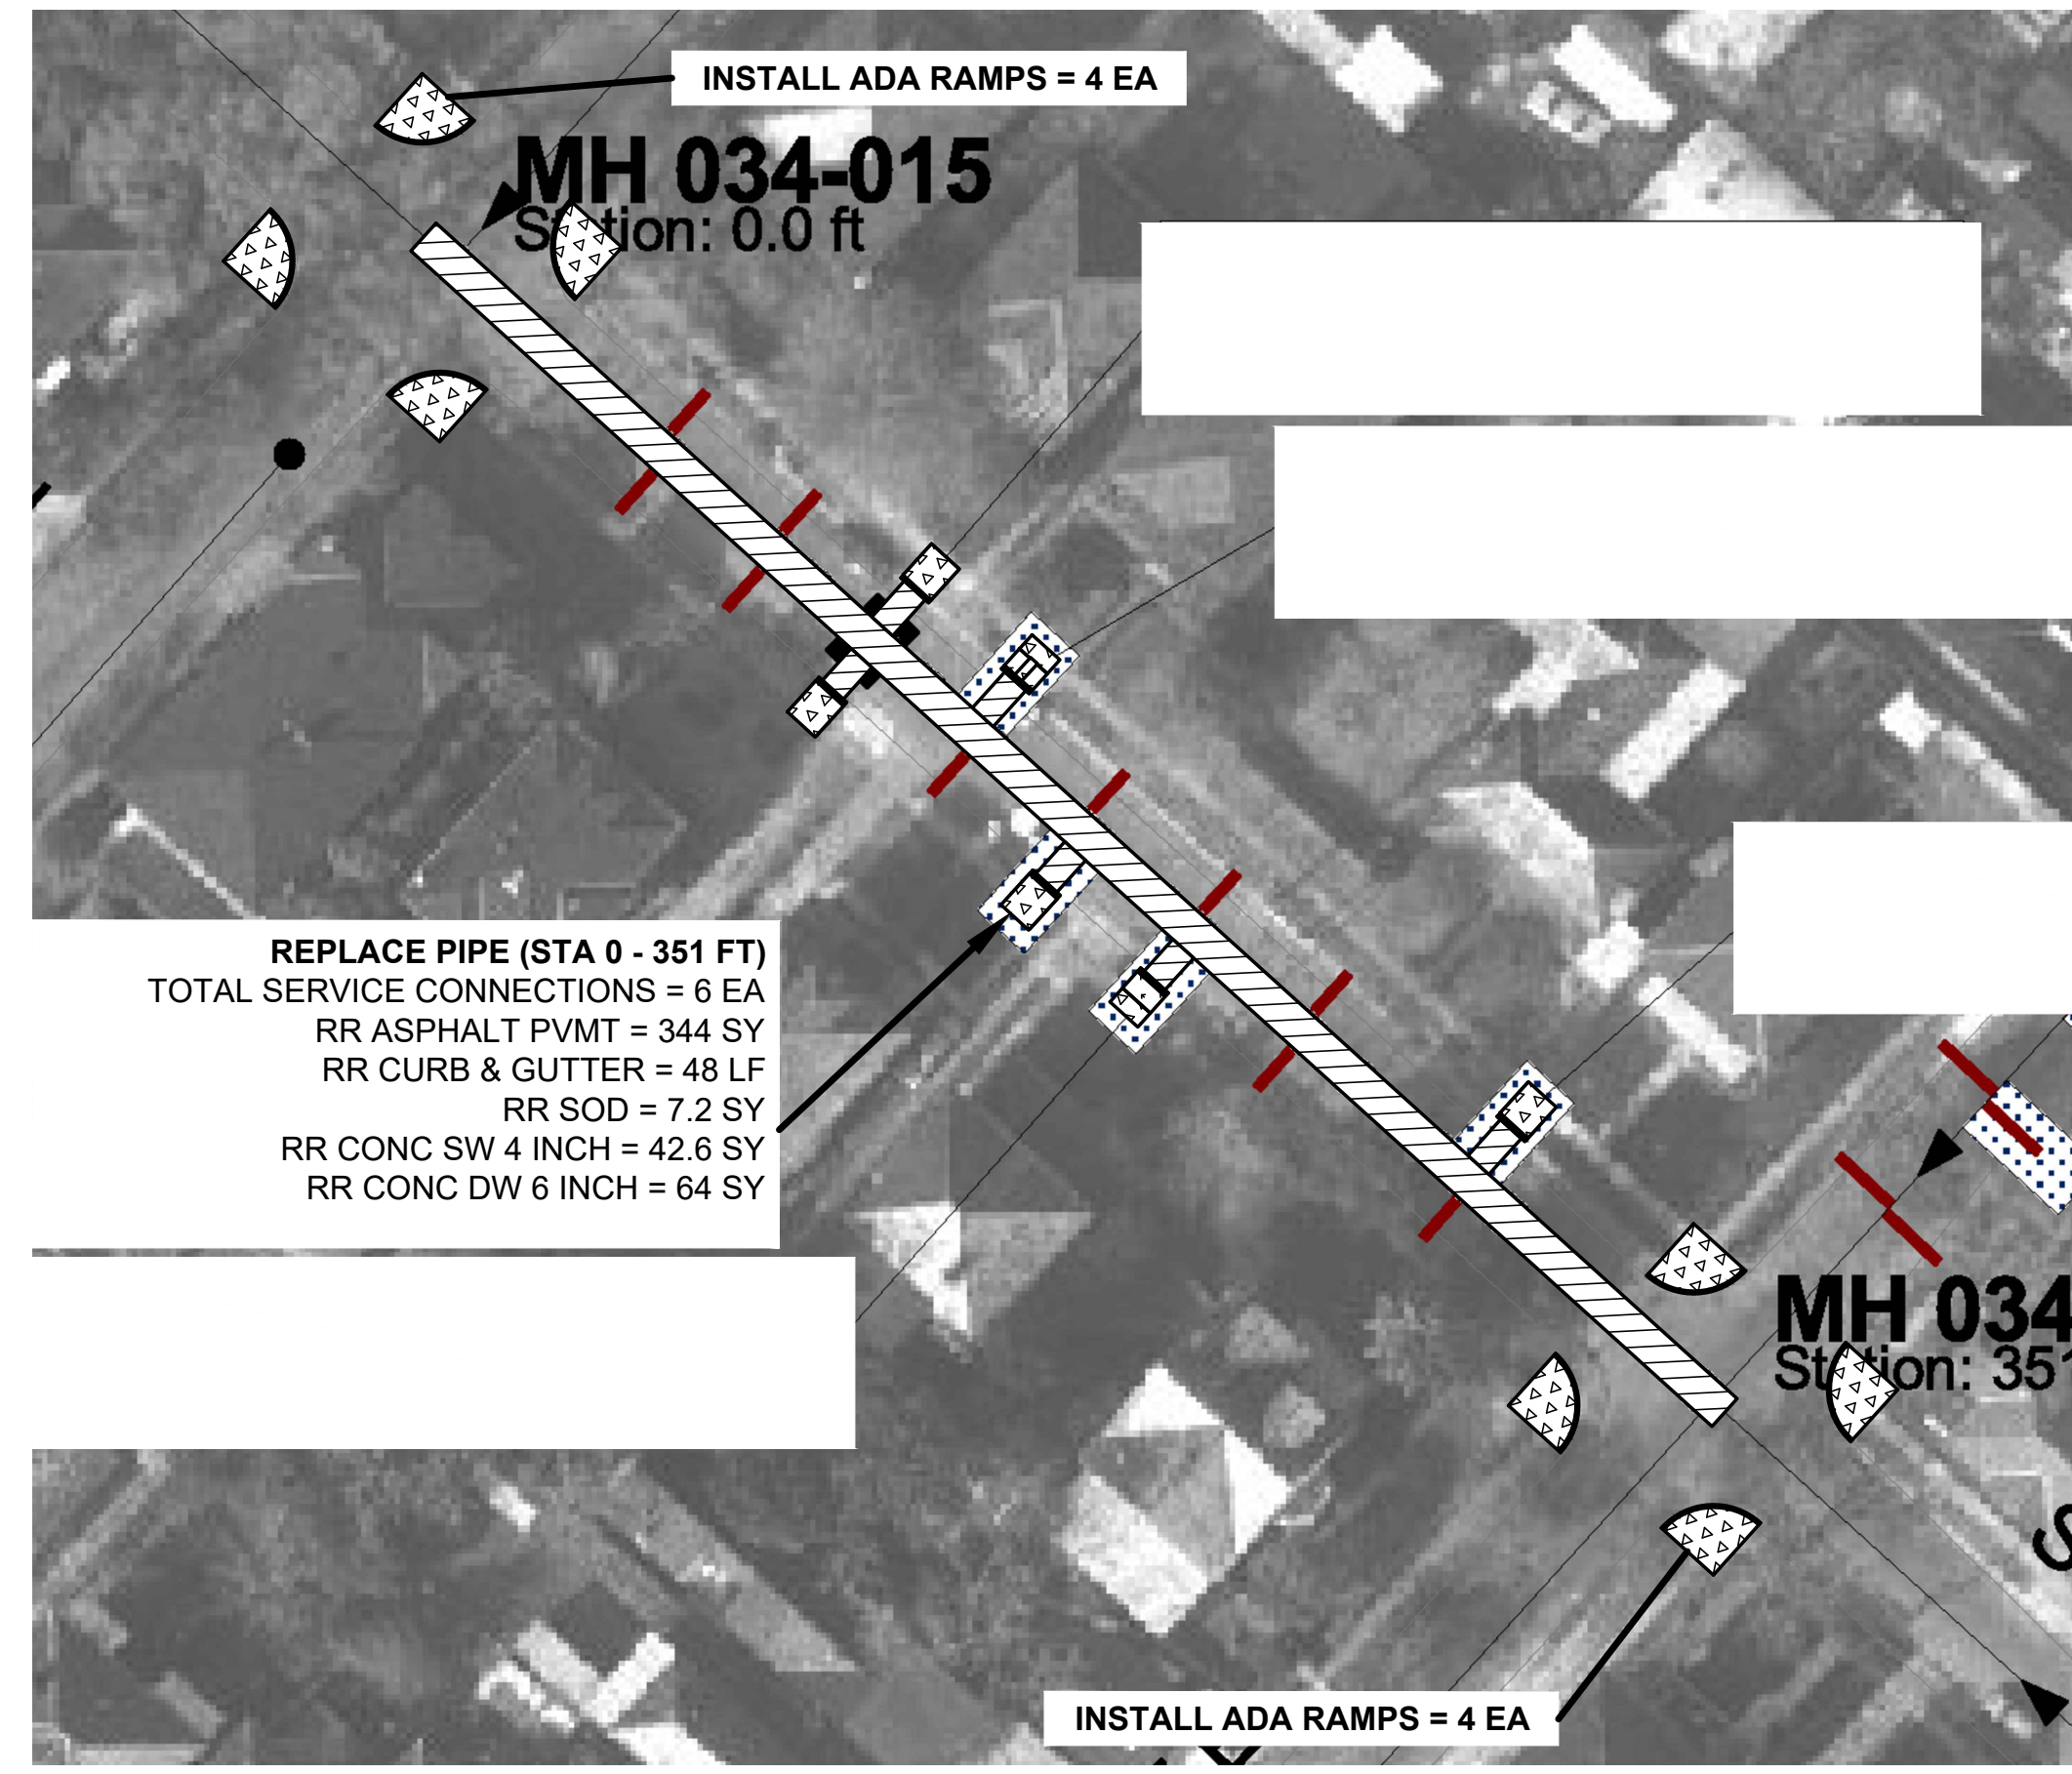 INSTALL ADA RAMPS = 4 EA
MH 034-015
Station: 0.0 ft
REPLACE PIPE (STA 0 - 351 FT)
TOTAL SERVICE CONNECTIONS = 6 EA
RR ASPHALT PVMT = 344 SY
RR CURB & GUTTER = 48 LF
RR SOD = 7.2 SY
RR CONC SW 4 INCH = 42.6 SY
RR CONC DW 6 INCH = 64 SY
MH 034
Station: 351
INSTALL ADA RAMPS = 4 EA